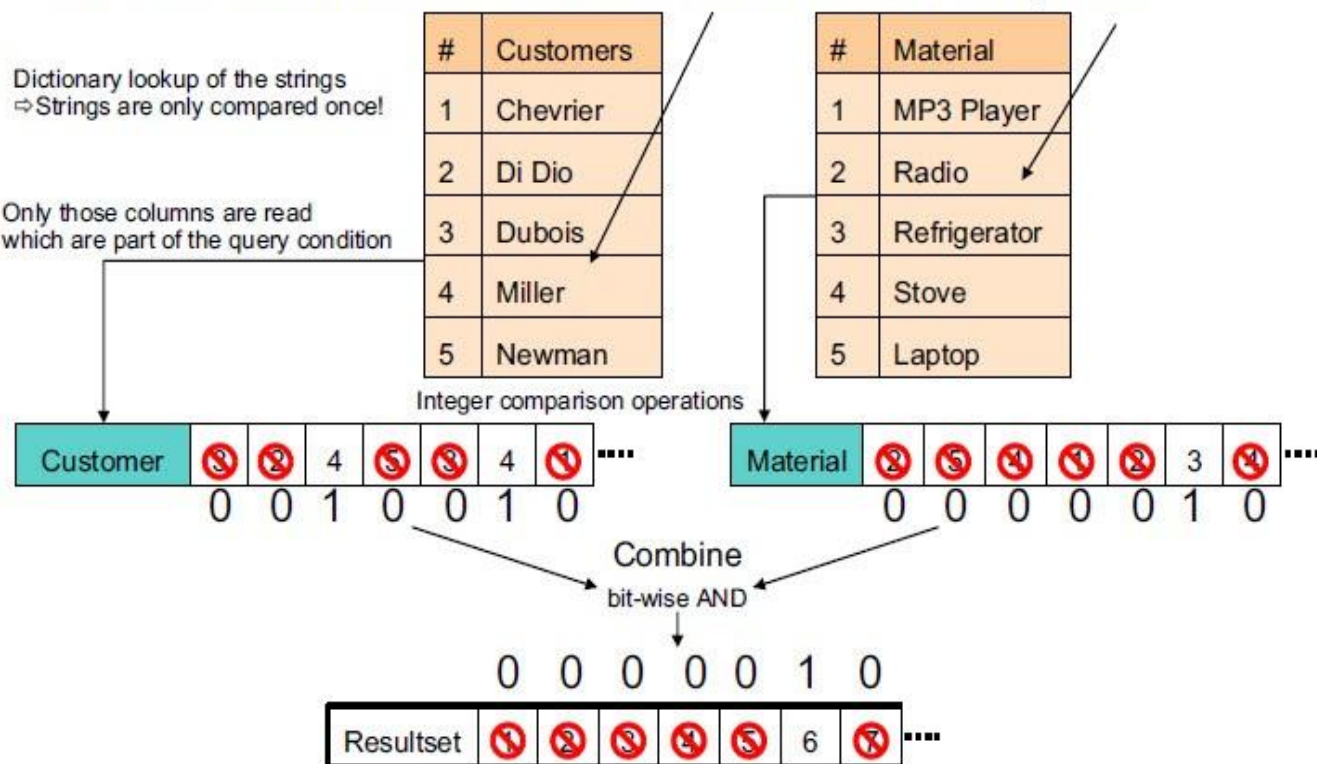 # Customers
1 Chevrier
2 Di Dio
3 Dubois
4 Miller
5 Newman
# Material
1 MP3 Player
2 Radio
3 Refrigerator
4 Stove
5 Laptop
Dictionary lookup of the strings
⇨Strings are only compared once!
Only those columns are read
which are part of the query condition
Integer comparison operations
Customer 3 2 4 5 3 4 1
0 0 1 0 0 1 0
Material 2 5 4 1 2 3 4
0 0 0 0 0 1 0
Combine
bit-wise AND
0 0 0 0 0 1 0
Resultset 1 2 3 4 5 6 7